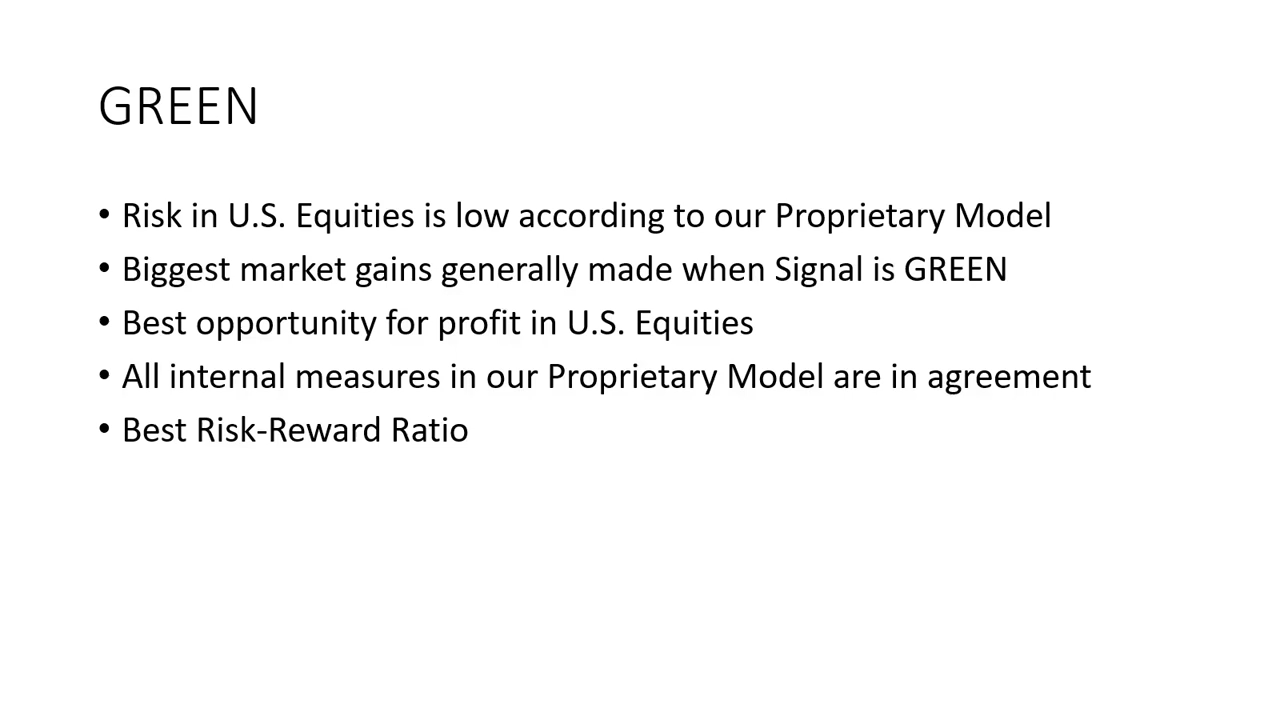 GREEN
• Risk in U.S. Equities is low according to our Proprietary Model
• Biggest market gains generally made when Signal is GREEN
• Best opportunity for profit in U.S. Equities
• All internal measures in our Proprietary Model are in agreement
• Best Risk-Reward Ratio